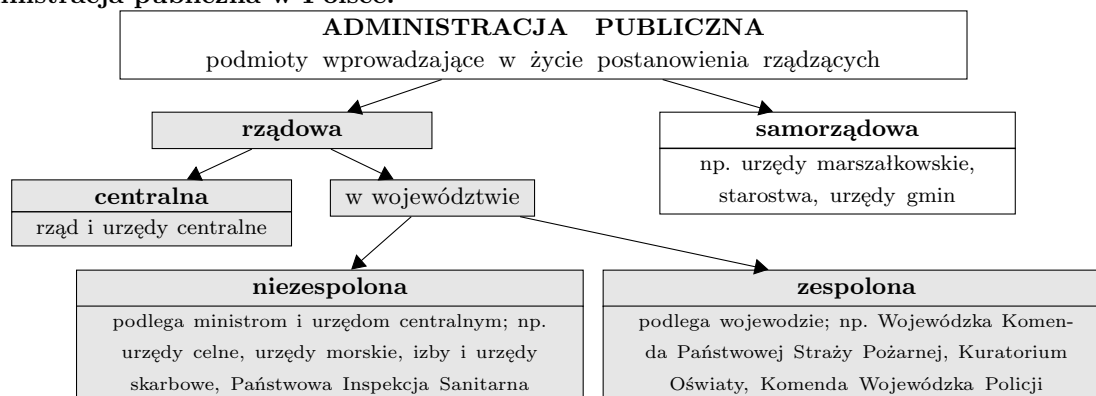 nistracja publiczna w Polsce.
ADMINISTRACJA PUBLICZNA
podmioty wprowadzające w życie postanowienia rządzących
rządowa
samorządowa
np. urzędy marszałkowskie,
starostwa, urzędy gmin
centralna
rząd i urzędy centralne
w województwie
niezespolona
podlega ministrom i urzędom centralnym; np.
urzędy celne, urzędy morskie, izby i urzędy
skarbowe, Państwowa Inspekcja Sanitarna
zespolona
podlega wojewodzie; np. Wojewódzka Komen-
da Państwowej Straży Pożarnej, Kuratorium
Oświaty, Komenda Wojewódzka Policji